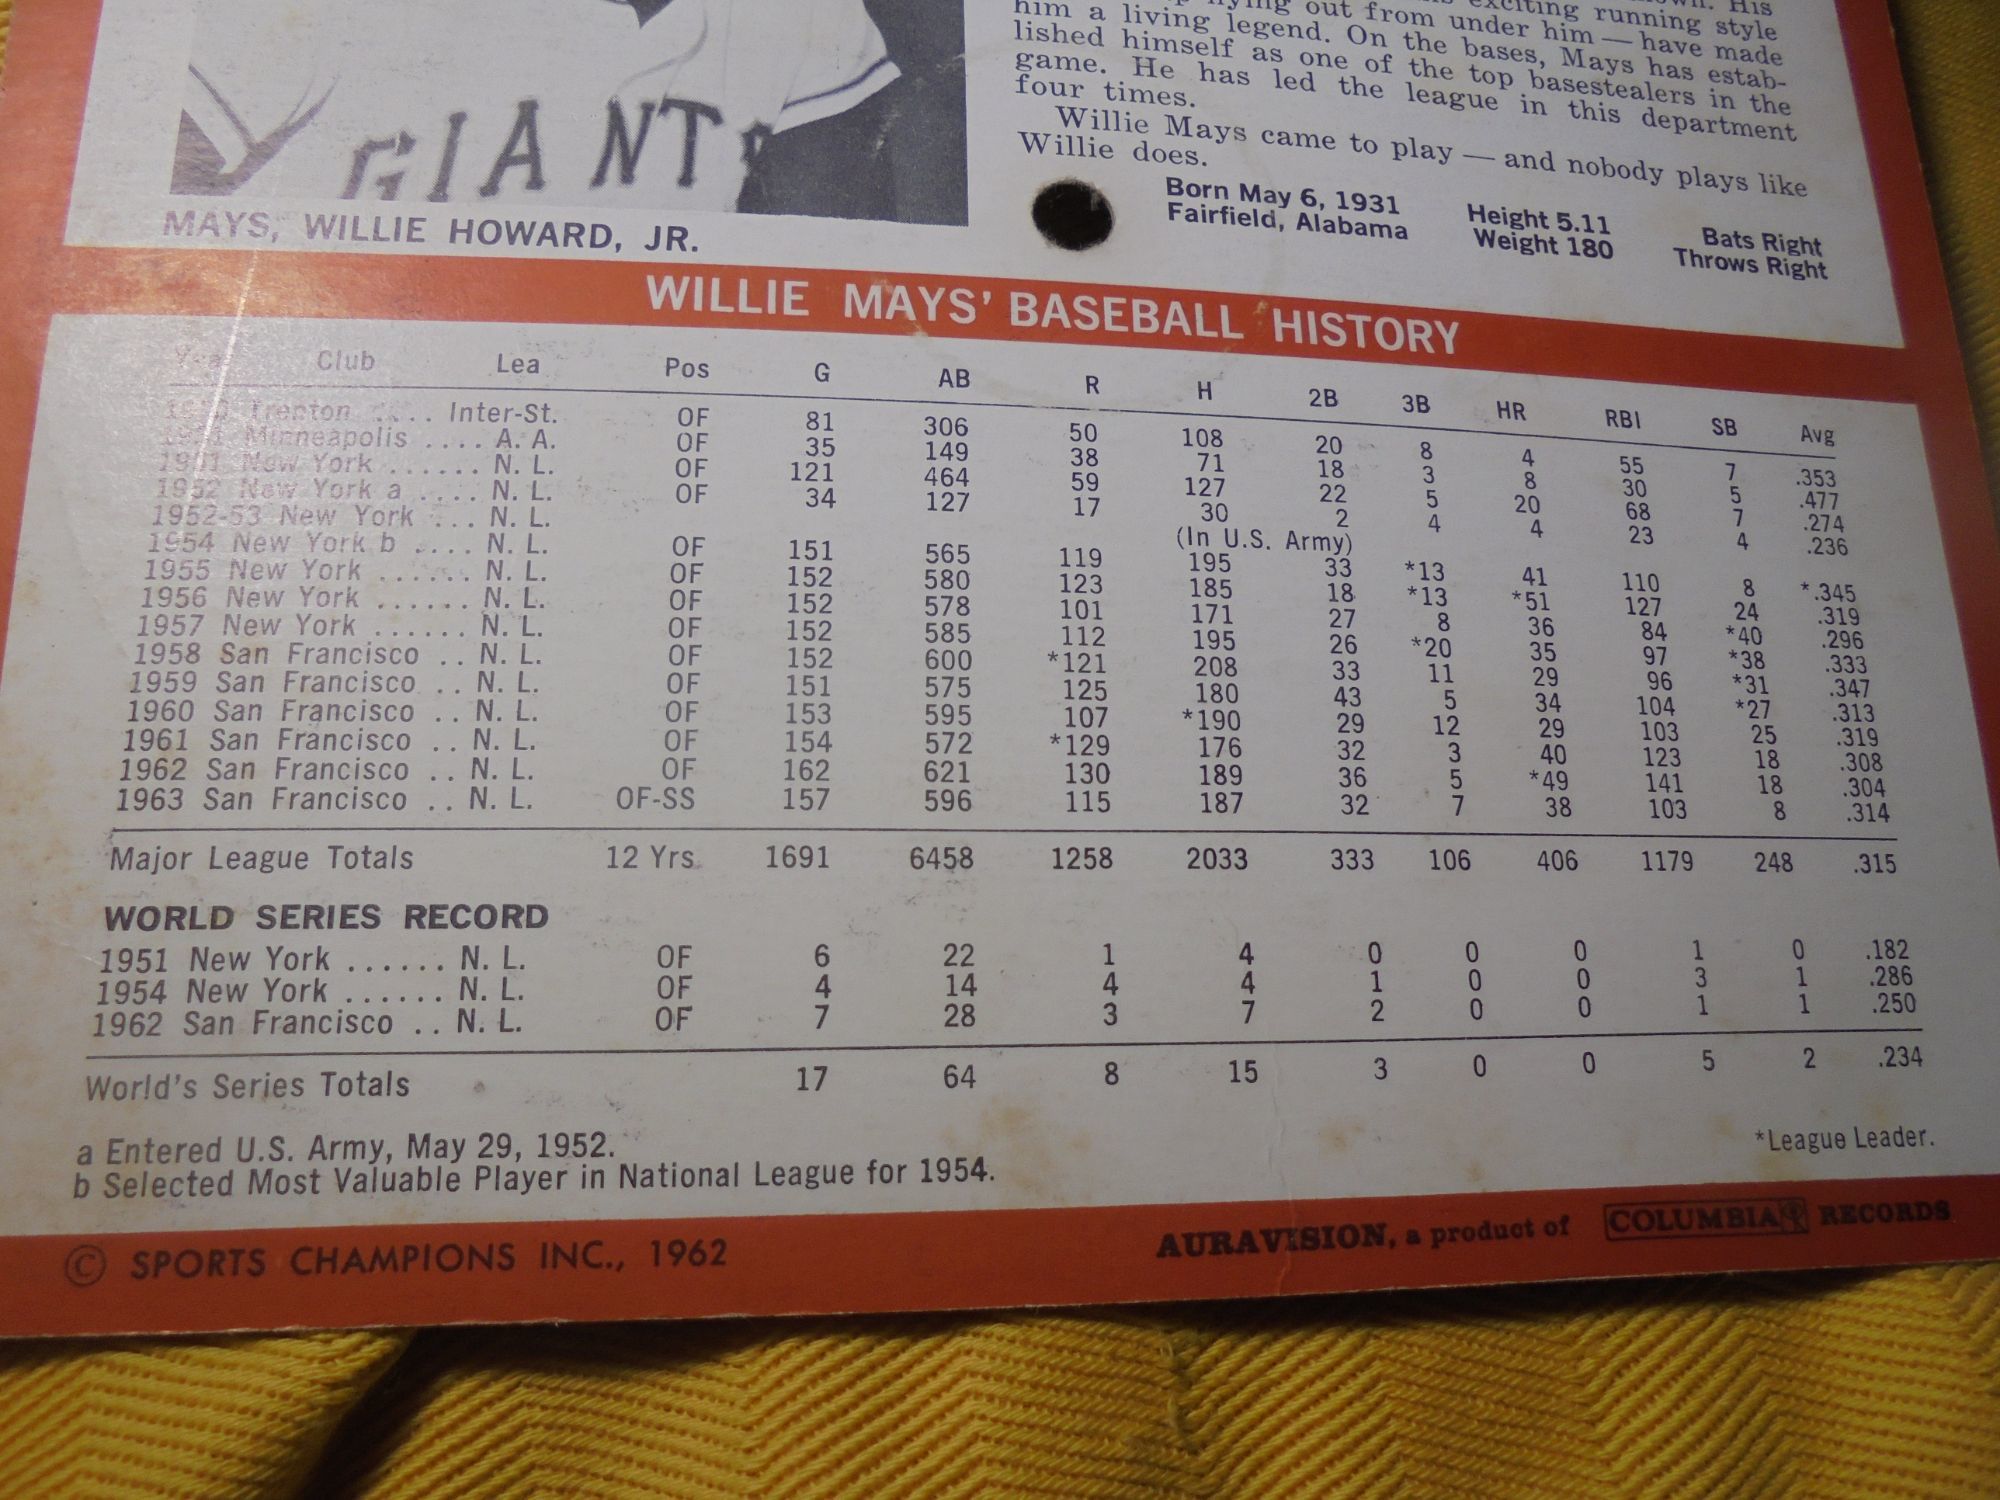 exciting running style
out from under him — have made
him a living legend. On the bases, Mays has estab-
lished himself as one of the top basestealers in the
game. He has led the league in this department
four times.
Willie Mays came to play — and nobody plays like
Willie does.
GIANTS
MAYS, WILLIE HOWARD, JR.
Born May 6, 1931
Fairfield, Alabama
Height 5.11
Weight 180
Bats Right
Throws Right
WILLIE MAYS' BASEBALL HISTORY
Year Club Lea Pos G AB R H 2B 3B HR RBI SB Avg
1950 Trenton .... Inter-St. OF 81 306 50 108 20 8 4 55 7 .353
1951 Minneapolis .... A. A. OF 35 149 38 71 18 3 8 30 5 .477
1951 New York ...... N. L. OF 121 464 59 127 22 5 20 68 7 .274
1952 New York a .... N. L. OF 34 127 17 30 2 4 4 23 4 .236
1952-53 New York ... N. L. (In U.S. Army)
1954 New York b .... N. L. OF 151 565 119 195 33 *13 41 110 8 *.345
1955 New York ...... N. L. OF 152 580 123 185 18 *13 *51 127 24 .319
1956 New York ...... N. L. OF 152 578 101 171 27 8 36 84 *40 .296
1957 New York ...... N. L. OF 152 585 112 195 26 *20 35 97 *38 .333
1958 San Francisco .. N. L. OF 152 600 *121 208 33 11 29 96 *31 .347
1959 San Francisco .. N. L. OF 151 575 125 180 43 5 34 104 *27 .313
1960 San Francisco .. N. L. OF 153 595 107 *190 29 12 29 103 25 .319
1961 San Francisco .. N. L. OF 154 572 *129 176 32 3 40 123 18 .308
1962 San Francisco .. N. L. OF 162 621 130 189 36 5 *49 141 18 .304
1963 San Francisco .. N. L. OF-SS 157 596 115 187 32 7 38 103 8 .314
Major League Totals 12 Yrs. 1691 6458 1258 2033 333 106 406 1179 248 .315
WORLD SERIES RECORD
1951 New York ...... N. L. OF 6 22 1 4 0 0 0 1 0 .182
1954 New York ...... N. L. OF 4 14 4 4 1 0 0 3 1 .286
1962 San Francisco .. N. L. OF 7 28 3 7 2 0 0 1 1 .250
World's Series Totals 17 64 8 15 3 0 0 5 2 .234
a Entered U.S. Army, May 29, 1952.
b Selected Most Valuable Player in National League for 1954.
*League Leader.
© SPORTS CHAMPIONS INC., 1962
AURAVISION, a product of COLUMBIA RECORDS